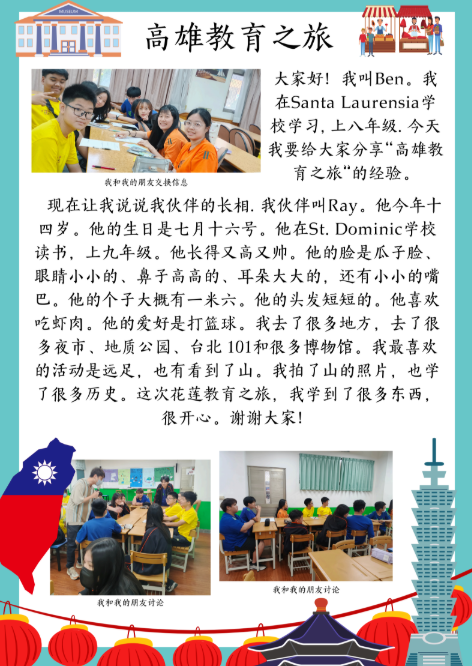 高雄教育之旅
大家好！我叫Ben。我
在Santa Laurensia学
校学习, 上八年级. 今天
我要给大家分享“高雄教
育之旅”的经验。
我和我的朋友交换信息
现在让我说说我伙伴的长相. 我伙伴叫Ray。他今年十
四岁。他的生日是七月十六号。他在St. Dominic学校
读书，上九年级。他长得又高又帅。他的脸是瓜子脸、
眼睛小小的、鼻子高高的、耳朵大大的，还有小小的嘴
巴。他的个子大概有一米六。他的头发短短的。他喜欢
吃虾肉。他的爱好是打篮球。我去了很多地方，去了很
多夜市、地质公园、台北 101和很多博物馆。我最喜欢
的活动是远足，也有看到了山。我拍了山的照片，也学
了很多历史。这次花莲教育之旅，我学到了很多东西，
很开心。谢谢大家！
我和我的朋友讨论
我和我的朋友讨论